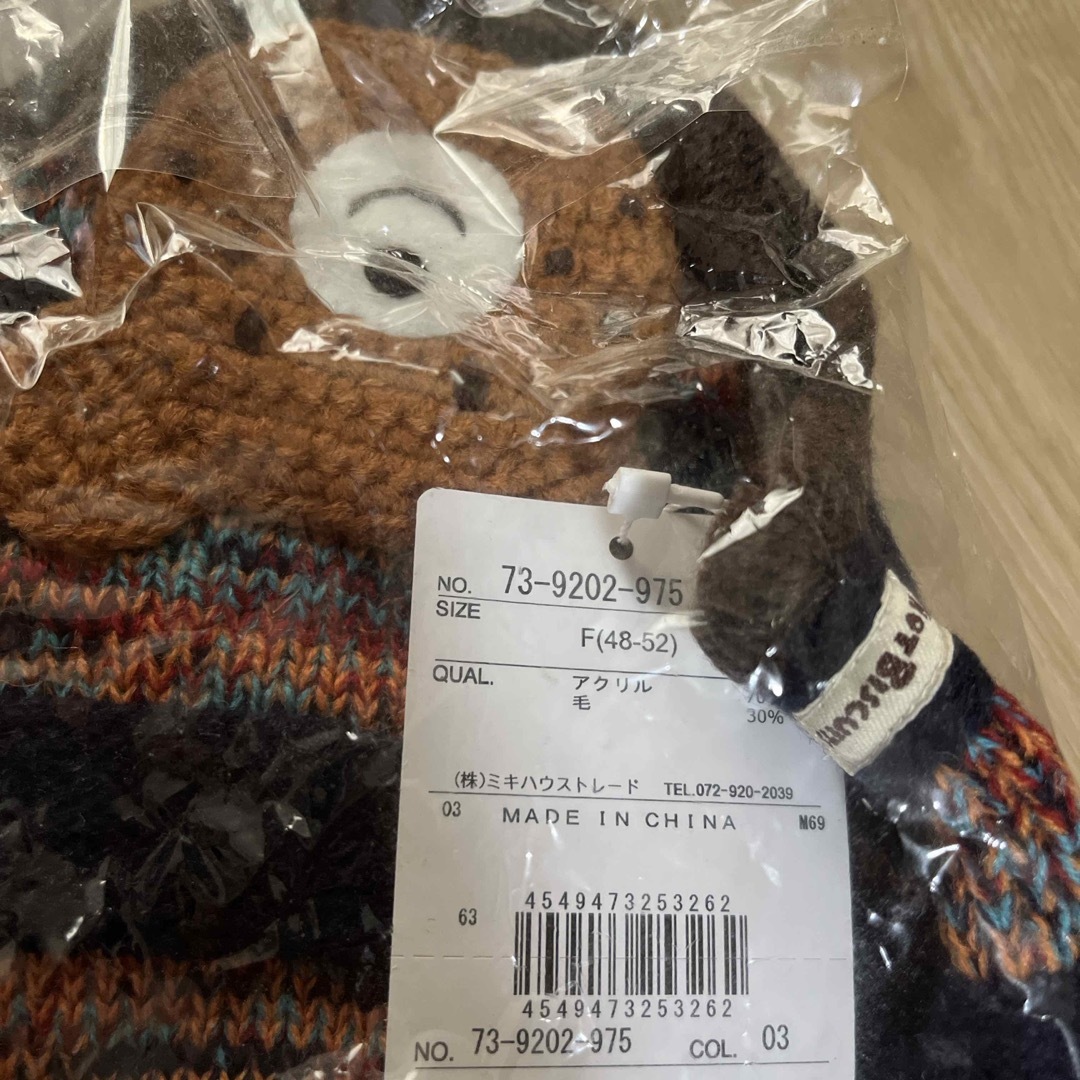 NO. 73-9202-975
SIZE
F(48-52)
QUAL. アクリル
毛 30%
(株)ミキハウストレード TEL.072-920-2039
03 MADE IN CHINA M69
4549473253262
63
4549473253262
NO. 73-9202-975 COL. 03
BISCUITS